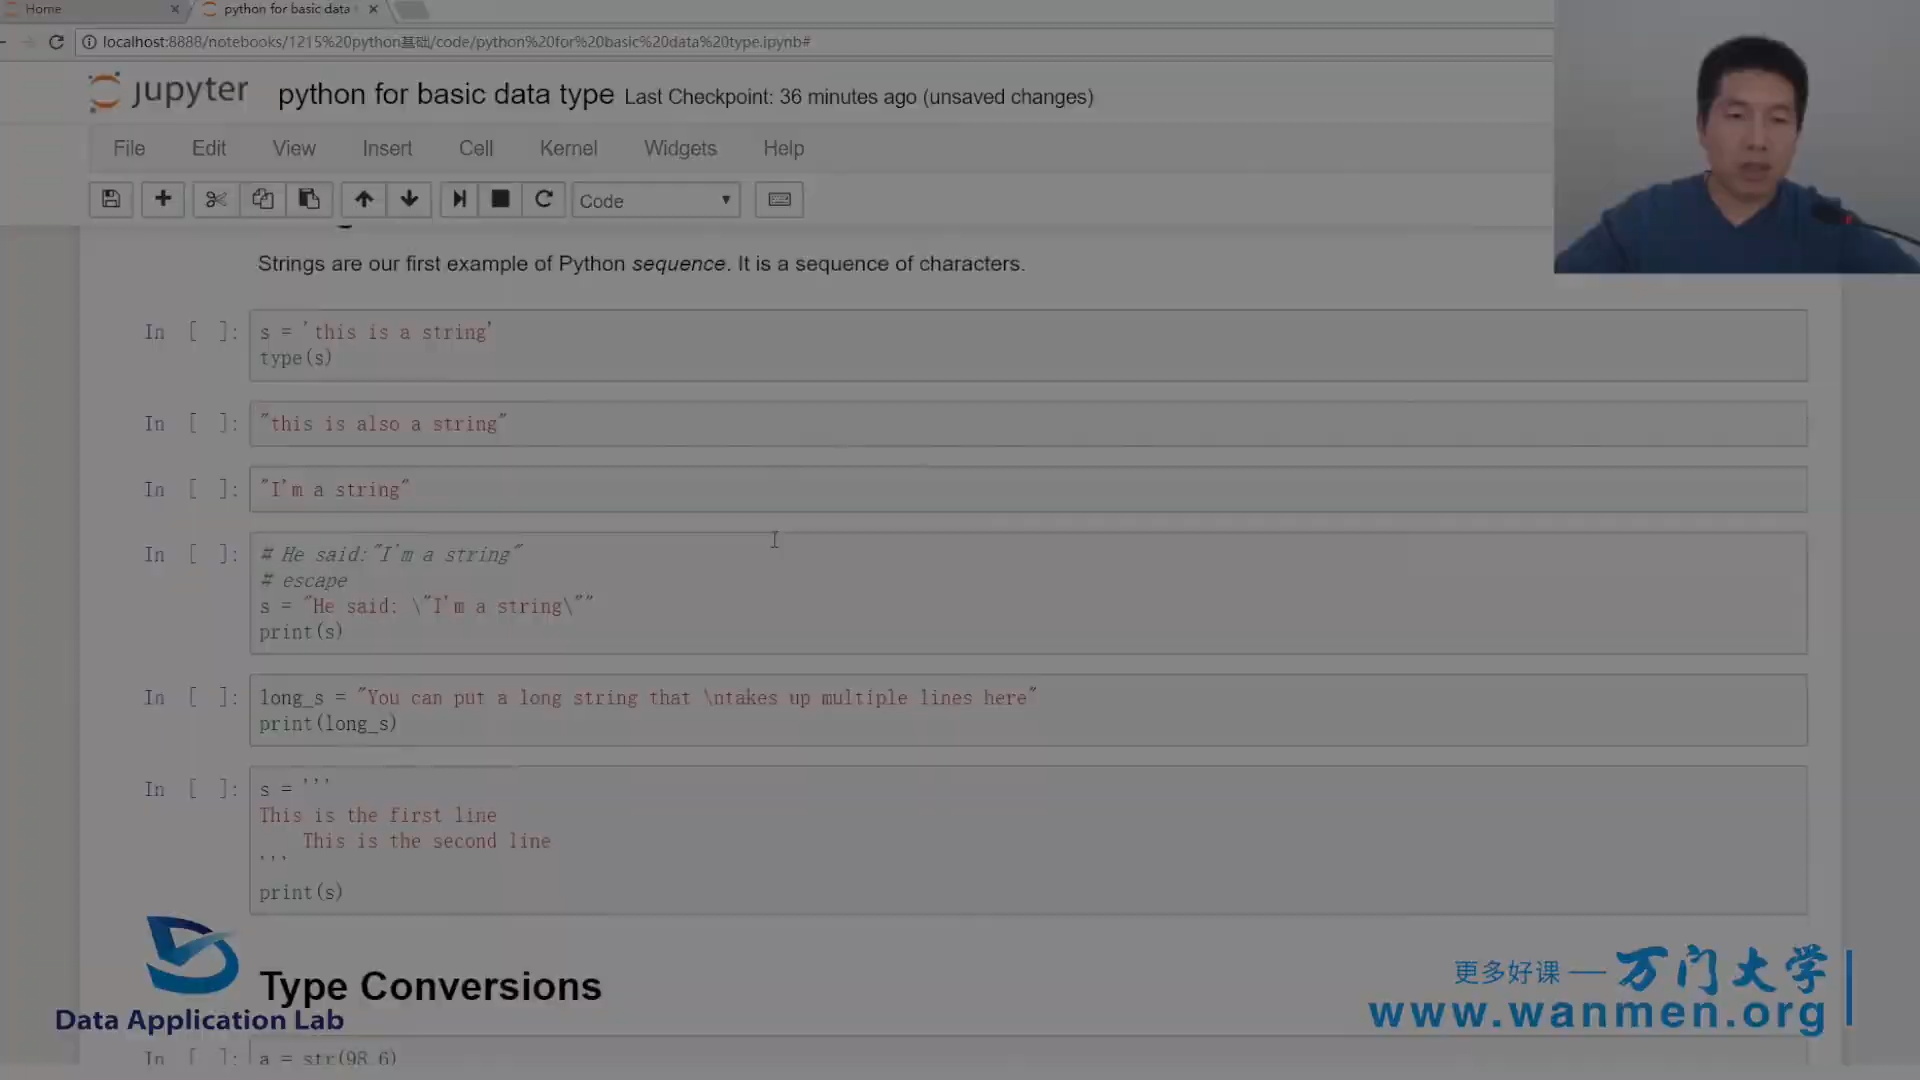 Home
python for basic data
localhost:8888/notebooks/1215%20python基础/code/python%20for%20basic%20data%20type.ipynb#
jupyter python for basic data type Last Checkpoint: 36 minutes ago (unsaved changes)
File Edit View Insert Cell Kernel Widgets Help
Code
Strings are our first example of Python sequence. It is a sequence of characters.
In [ ]: s = 'this is a string'
type(s)
In [ ]: "this is also a string"
In [ ]: "I'm a string"
In [ ]: # He said:"I'm a string"
# escape
s = "He said: \"I'm a string\""
print(s)
In [ ]: long_s = "You can put a long string that \ntakes up multiple lines here"
print(long_s)
In [ ]: s = '''
This is the first line
    This is the second line
'''
print(s)
Type Conversions
Data Application Lab
更多好课 — 万门大学
www.wanmen.org
In [ ]: a = str(98.6)